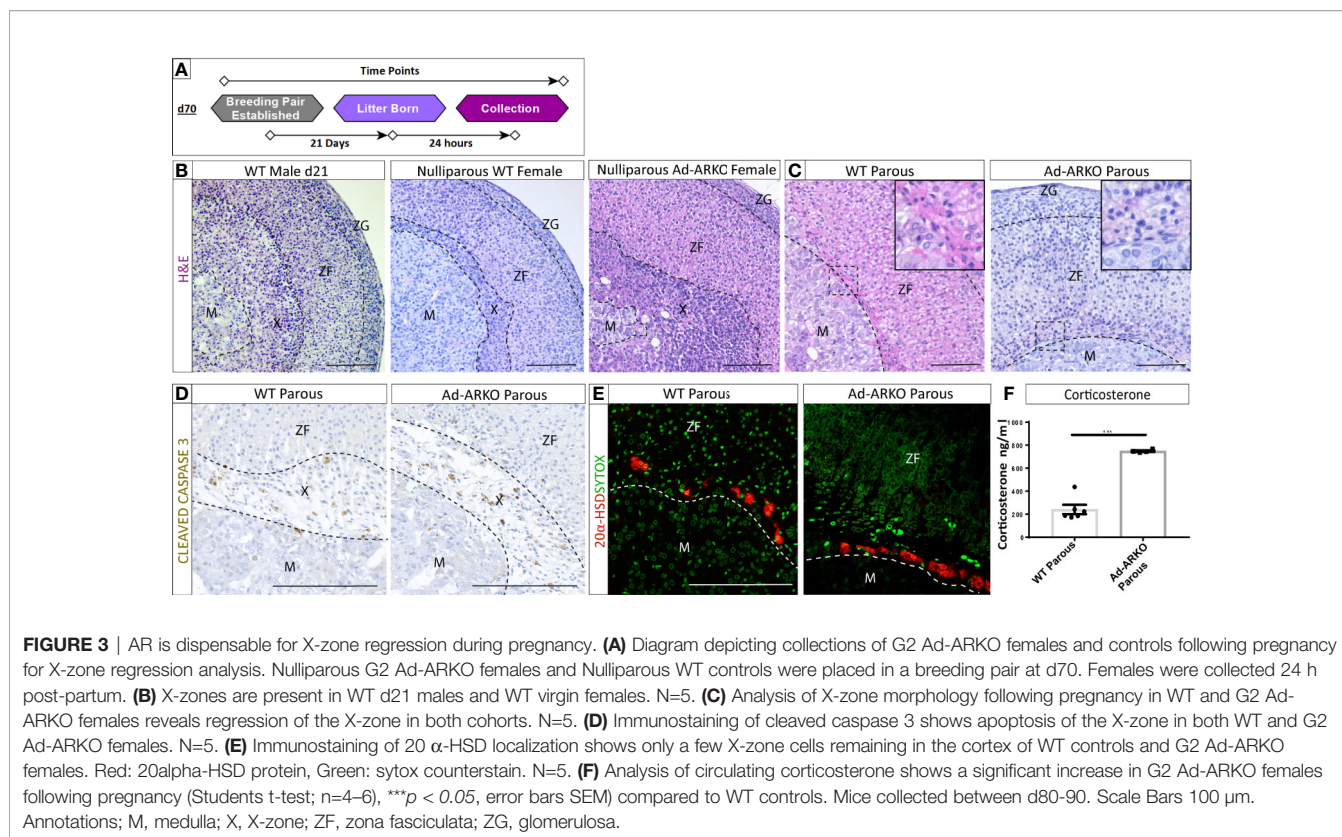 A
Time Points
d70
Breeding Pair
Established
Litter Born
Collection
21 Days
24 hours
B
WT Male d21
Nulliparous WT Female
Nulliparous Ad-ARKO Female
C
WT Parous
Ad-ARKO Parous
H&E
ZG
ZF
X
M
ZG
ZF
X
M
ZG
ZF
X
M
ZF
M
ZG
ZF
M
D
WT Parous
Ad-ARKO Parous
E
WT Parous
Ad-ARKO Parous
F
Corticosterone
CLEAVED CASPASE 3
ZF
X
M
ZF
X
M
20α-HSDSYTOX
ZF
M
ZF
M
Corticosterone ng/ml
1000
800
600
400
200
0
***
WT Parous
Ad-ARKO
Parous
FIGURE 3 | AR is dispensable for X-zone regression during pregnancy. (A) Diagram depicting collections of G2 Ad-ARKO females and controls following pregnancy
for X-zone regression analysis. Nulliparous G2 Ad-ARKO females and Nulliparous WT controls were placed in a breeding pair at d70. Females were collected 24 h
post-partum. (B) X-zones are present in WT d21 males and WT virgin females. N=5. (C) Analysis of X-zone morphology following pregnancy in WT and G2 Ad-
ARKO females reveals regression of the X-zone in both cohorts. N=5. (D) Immunostaining of cleaved caspase 3 shows apoptosis of the X-zone in both WT and G2
Ad-ARKO females. N=5. (E) Immunostaining of 20 α-HSD localization shows only a few X-zone cells remaining in the cortex of WT controls and G2 Ad-ARKO
females. Red: 20alpha-HSD protein, Green: sytox counterstain. N=5. (F) Analysis of circulating corticosterone shows a significant increase in G2 Ad-ARKO females
following pregnancy (Students t-test; n=4–6), ***p < 0.05, error bars SEM) compared to WT controls. Mice collected between d80-90. Scale Bars 100 µm.
Annotations; M, medulla; X, X-zone; ZF, zona fasciculata; ZG, glomerulosa.